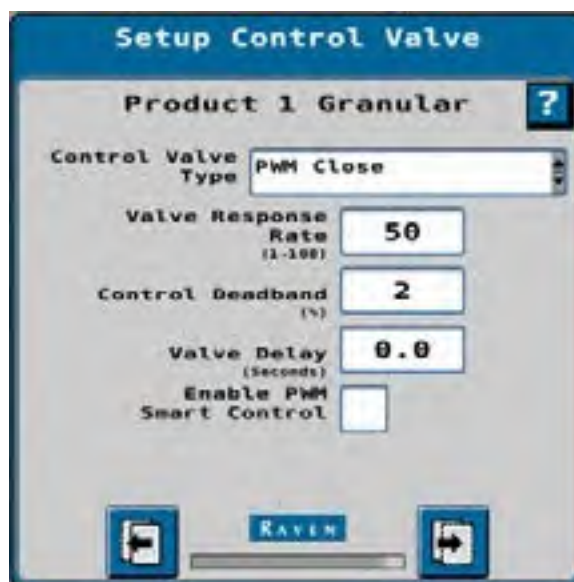 Setup Control Valve
Product 1 Granular
?
Control Valve
Type
PWM Close
Valve Response
Rate
(1-100)
50
Control Deadband
(%)
2
Valve Delay
(Seconds)
0.0
Enable PWM
Smart Control
RAVEN